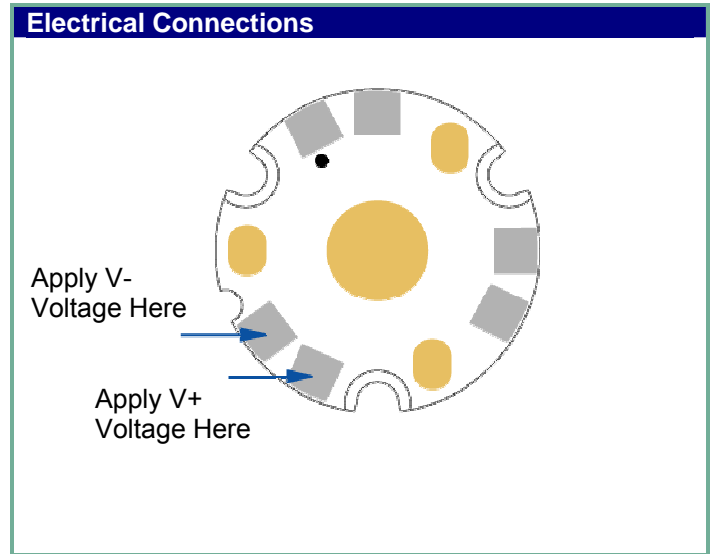 Electrical Connections
Apply V-
Voltage Here
Apply V+
Voltage Here